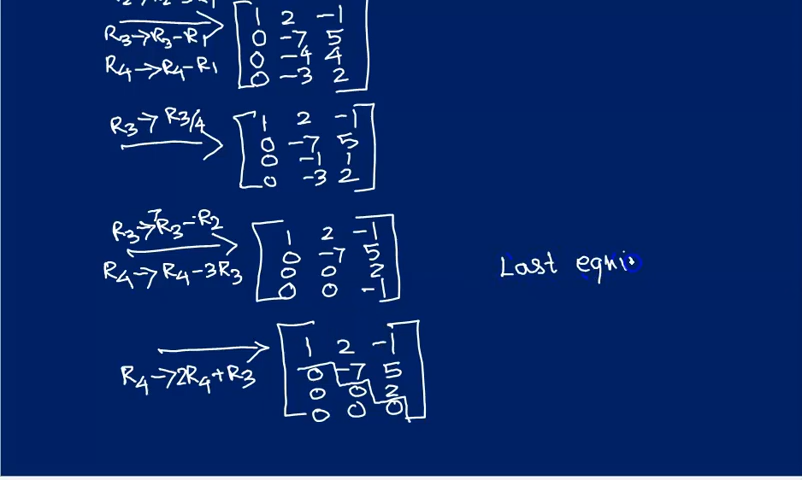 R3→R3-R1
R4→R4-R1
1 2 -1
0 -7 5
0 -4 4
0 -3 2
R3→R3/4
1 2 -1
0 -7 5
0 -1 1
0 -3 2
R3→7R3-R2
R4→R4-3R3
1 2 -1
0 -7 5
0 0 2
0 0 -1
R4→2R4+R3
1 2 -1
0 -7 5
0 0 2
0 0 0
Last equi